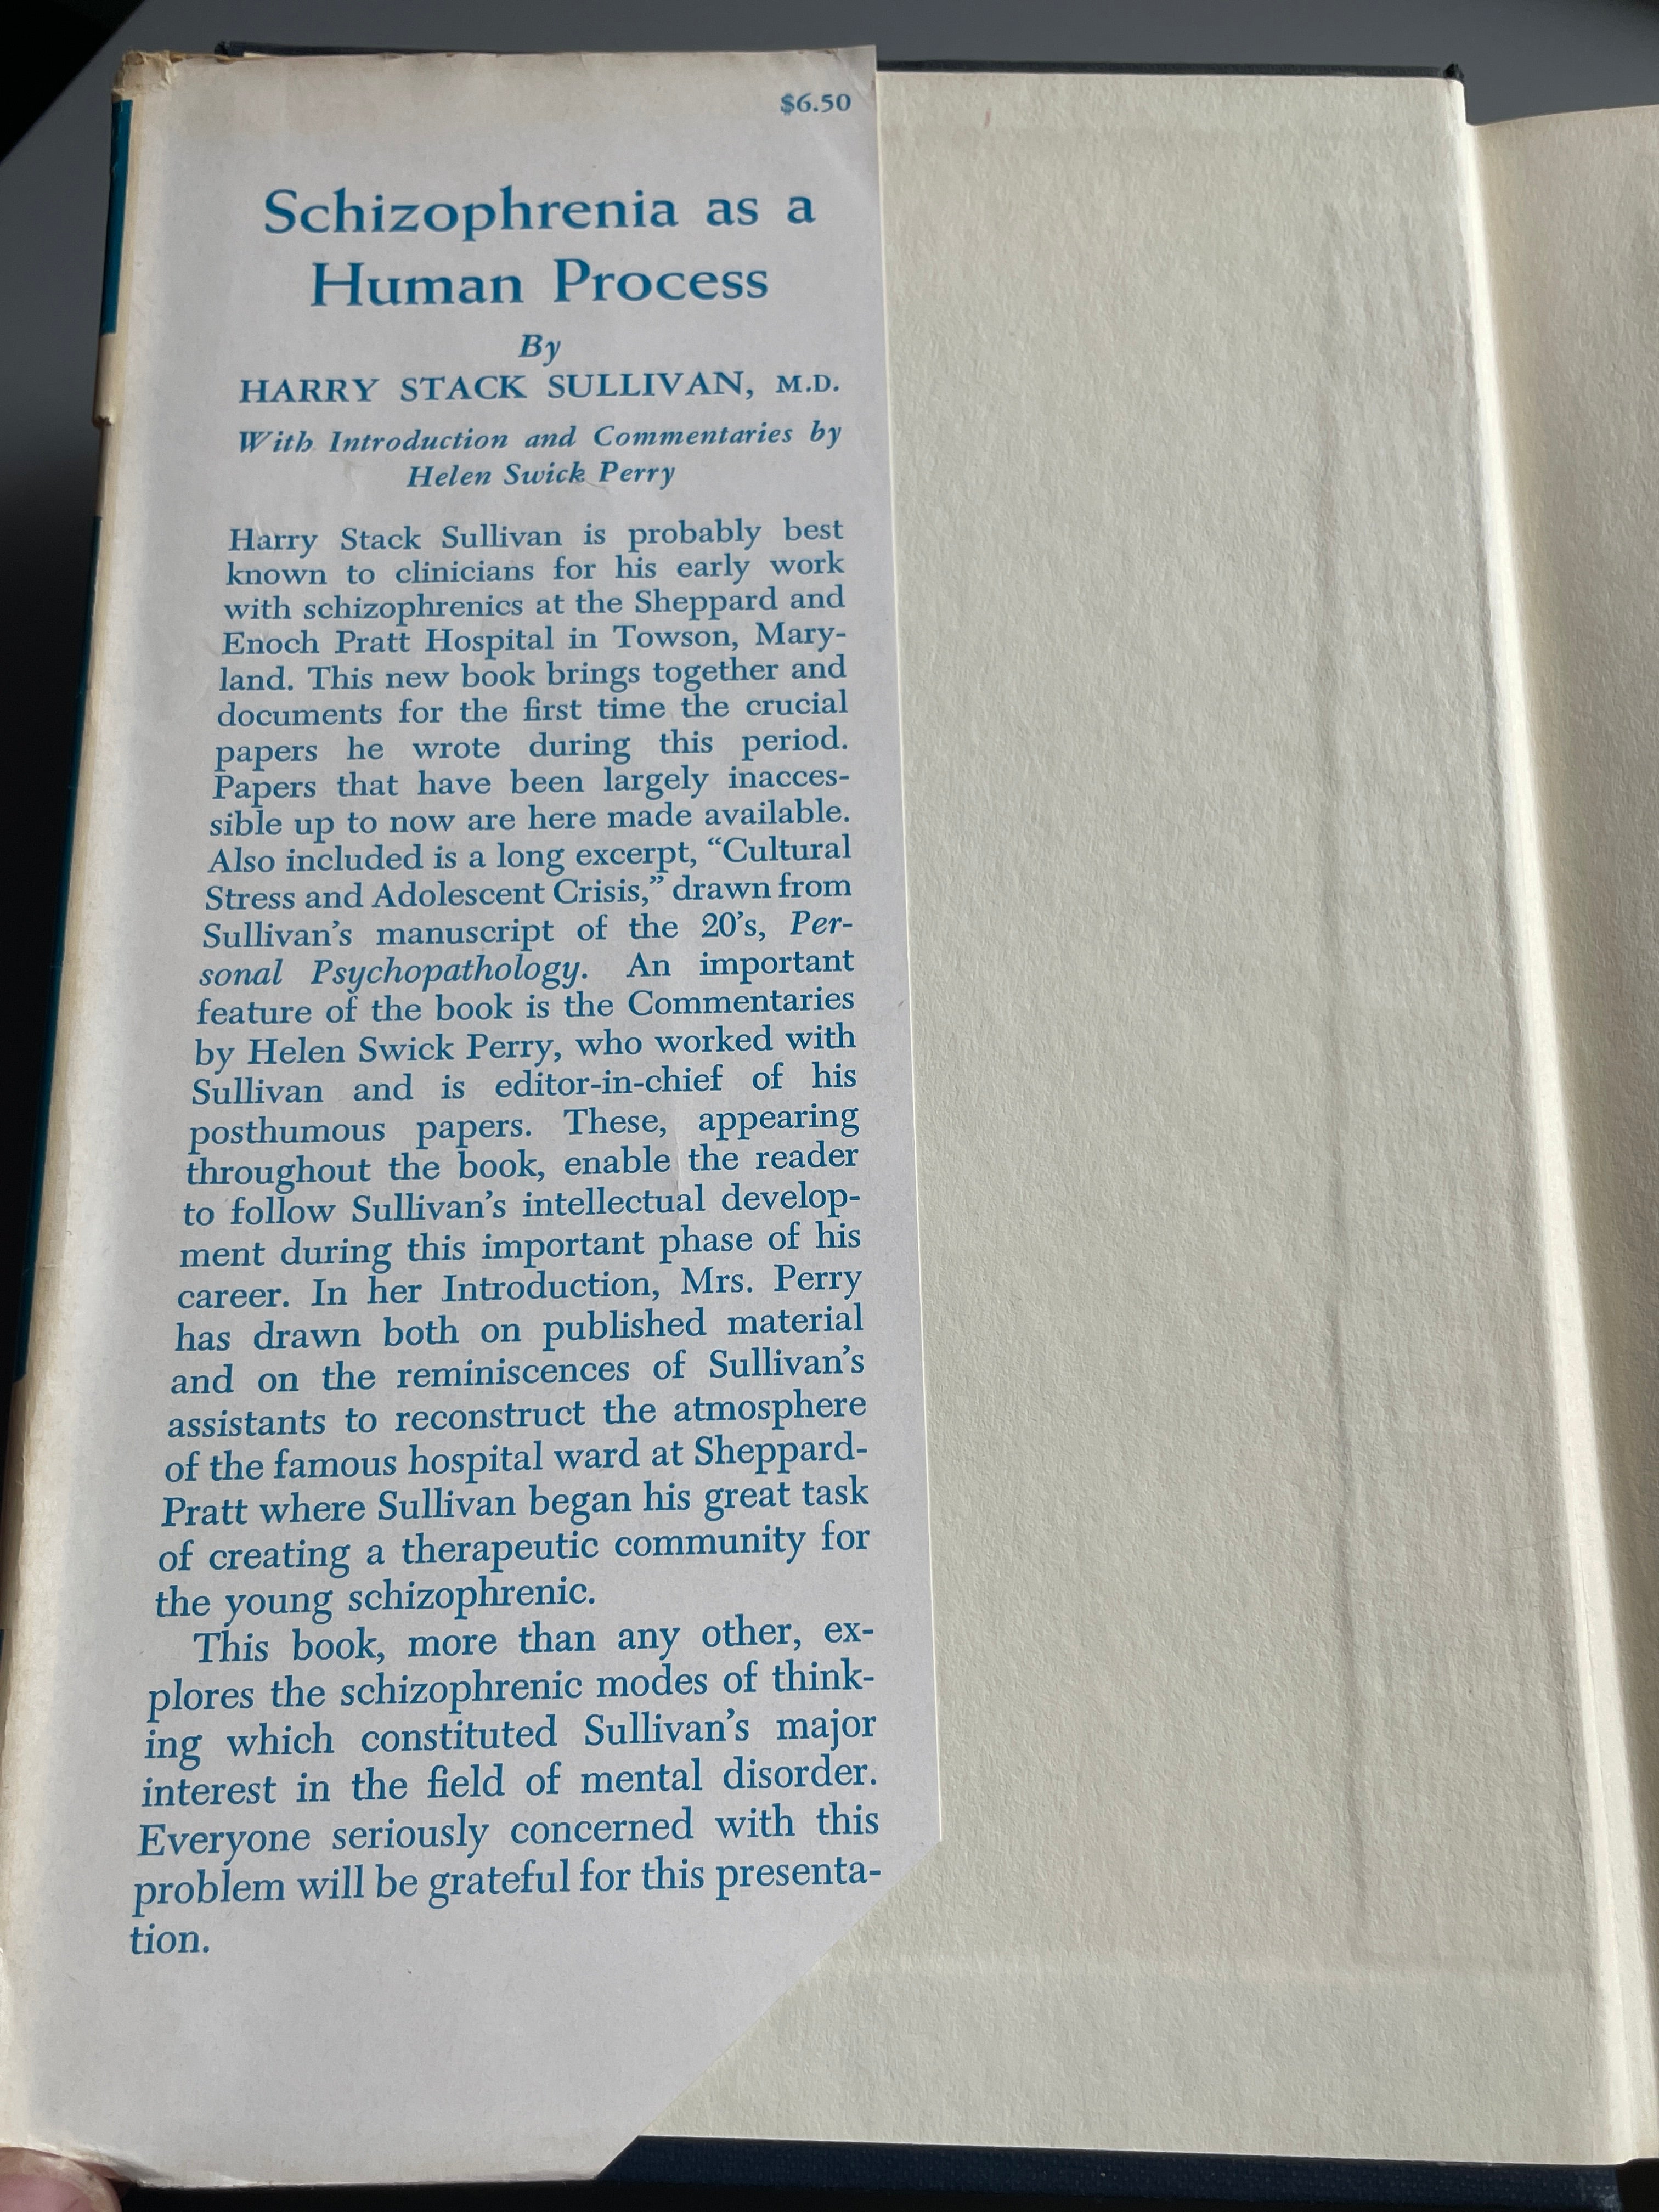 $6.50
Schizophrenia as a
Human Process
By
HARRY STACK SULLIVAN, M.D.
With Introduction and Commentaries by
Helen Swick Perry
Harry Stack Sullivan is probably best
known to clinicians for his early work
with schizophrenics at the Sheppard and
Enoch Pratt Hospital in Towson, Mary-
land. This new book brings together and
documents for the first time the crucial
papers he wrote during this period.
Papers that have been largely inacces-
sible up to now are here made available.
Also included is a long excerpt, “Cultural
Stress and Adolescent Crisis,” drawn from
Sullivan’s manuscript of the 20’s, Per-
sonal Psychopathology. An important
feature of the book is the Commentaries
by Helen Swick Perry, who worked with
Sullivan and is editor-in-chief of his
posthumous papers. These, appearing
throughout the book, enable the reader
to follow Sullivan’s intellectual develop-
ment during this important phase of his
career. In her Introduction, Mrs. Perry
has drawn both on published material
and on the reminiscences of Sullivan’s
assistants to reconstruct the atmosphere
of the famous hospital ward at Sheppard-
Pratt where Sullivan began his great task
of creating a therapeutic community for
the young schizophrenic.
This book, more than any other, ex-
plores the schizophrenic modes of think-
ing which constituted Sullivan’s major
interest in the field of mental disorder.
Everyone seriously concerned with this
problem will be grateful for this presenta-
tion.